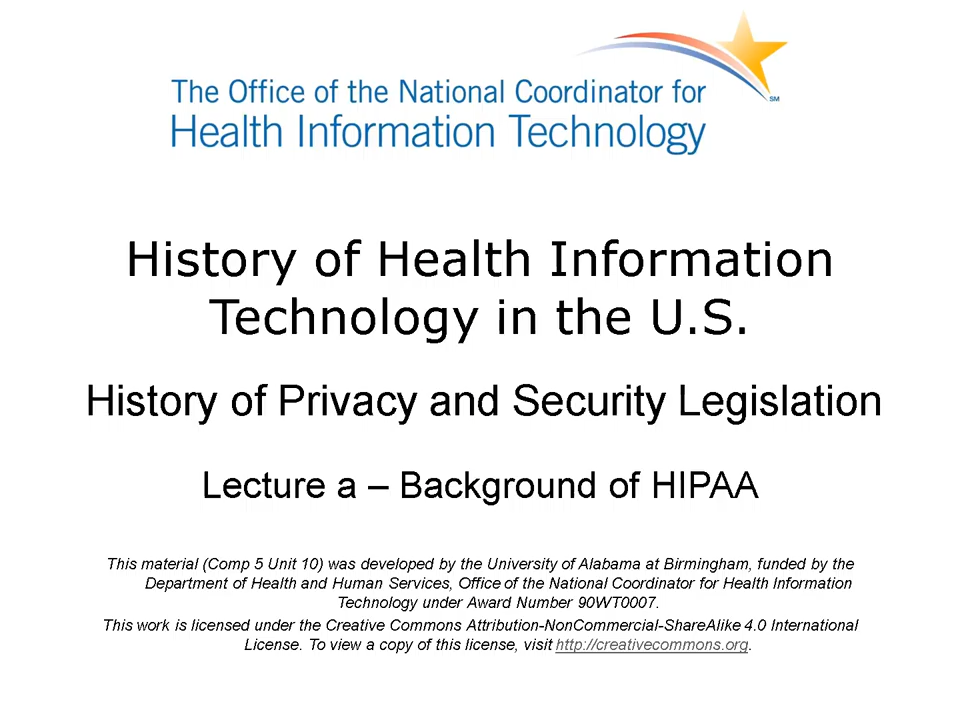 The Office of the National Coordinator for
Health Information Technology
SM
History of Health Information
Technology in the U.S.
History of Privacy and Security Legislation
Lecture a – Background of HIPAA
This material (Comp 5 Unit 10) was developed by the University of Alabama at Birmingham, funded by the
Department of Health and Human Services, Office of the National Coordinator for Health Information
Technology under Award Number 90WT0007.
This work is licensed under the Creative Commons Attribution-NonCommercial-ShareAlike 4.0 International
License. To view a copy of this license, visit http://creativecommons.org.